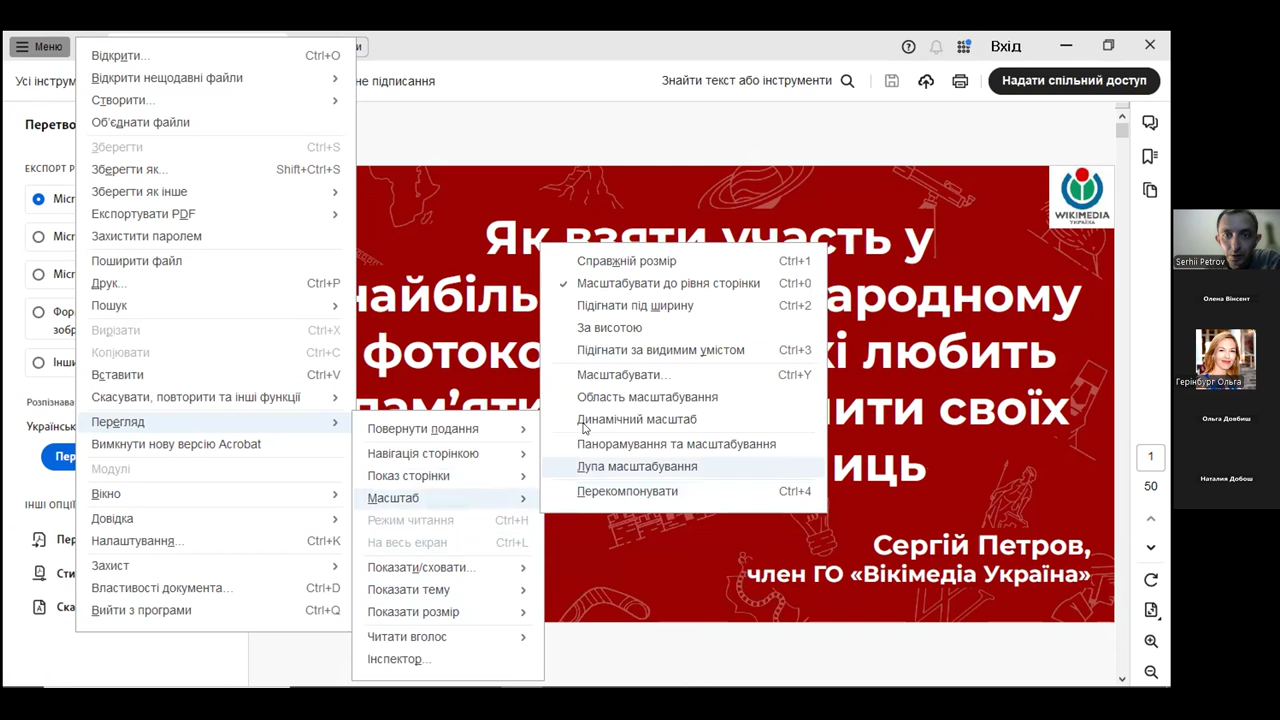 Меню
и
Вхід
Усі інструм
не підписання
Знайти текст або інструменти
Надати спільний доступ
Відкрити... Ctrl+O
Відкрити нещодавні файли
Створити...
Об'єднати файли
Зберегти Ctrl+S
Зберегти як... Shift+Ctrl+S
Зберегти як інше
Експортувати PDF
Захистити паролем
Поширити файл
Друк... Ctrl+P
Пошук
Вирізати Ctrl+X
Копіювати Ctrl+C
Вставити Ctrl+V
Скасувати, повторити та інші функції
Перегляд
Вимкнути нову версію Acrobat
Модулі
Вікно
Довідка
Налаштування... Ctrl+K
Захист
Властивості документа... Ctrl+D
Вийти з програми Ctrl+Q
Перетво
ЕКСПОРТ P
Micr
Micr
Micr
Фор
зобр
Інши
Розпізнава
Українськ
Пер
ІНШІ ОПЦІ
Пер
Сти
Ска
Повернути подання
Навігація сторінкою
Показ сторінки
Масштаб
Режим читання Ctrl+H
На весь екран Ctrl+L
Показати/сховати...
Показати тему
Показати розмір
Читати вголос
Інспектор...
Справжній розмір Ctrl+1
Масштабувати до рівня сторінки Ctrl+0
Підігнати під ширину Ctrl+2
За висотою
Підігнати за видимим умістом Ctrl+3
Масштабувати... Ctrl+Y
Область масштабування
Динамічний масштаб
Панорамування та масштабування
Лупа масштабування
Перекомпонувати Ctrl+4
WIKIMEDIA
УКРАЇНА
Як взяти участь у
найбіль ародному
фотоко кі любить
пам'ятк ити своїх
иць
Сергій Петров,
член ГО «Вікімедіа Україна»
1
50
Serhii Petrov
Олена Вінсент
Герінбург Ольга
Ольга Довбиш
Наталия Добош